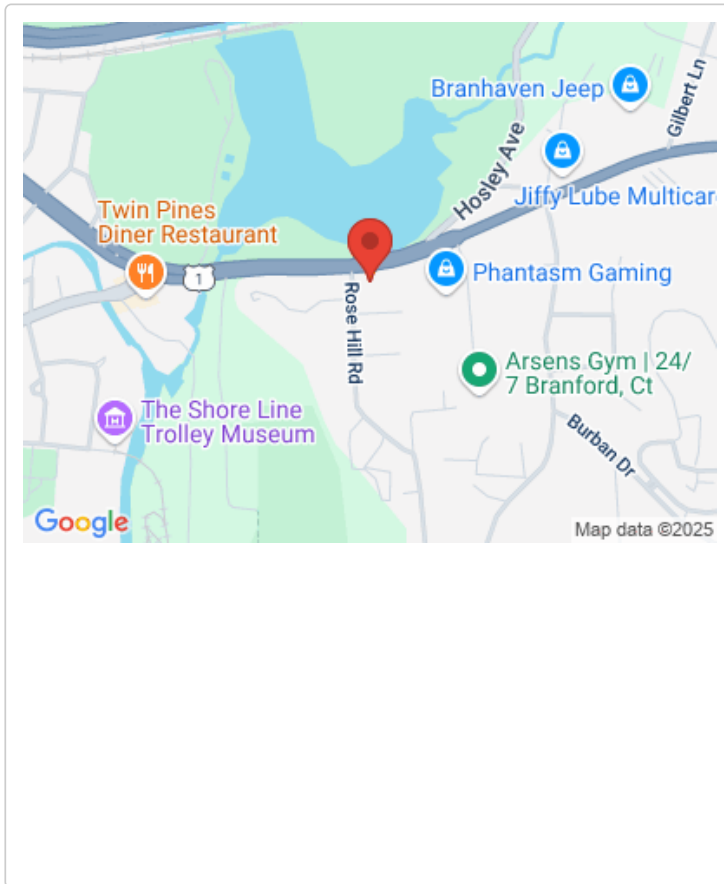 Branhaven Jeep
Gilbert Ln
Hosley Ave
Jiffy Lube Multicar
Twin Pines
Diner Restaurant
1
Phantasm Gaming
Rose Hill Rd
Arsens Gym | 24/
7 Branford, Ct
The Shore Line
Trolley Museum
Burban Dr
Google
Map data ©2025